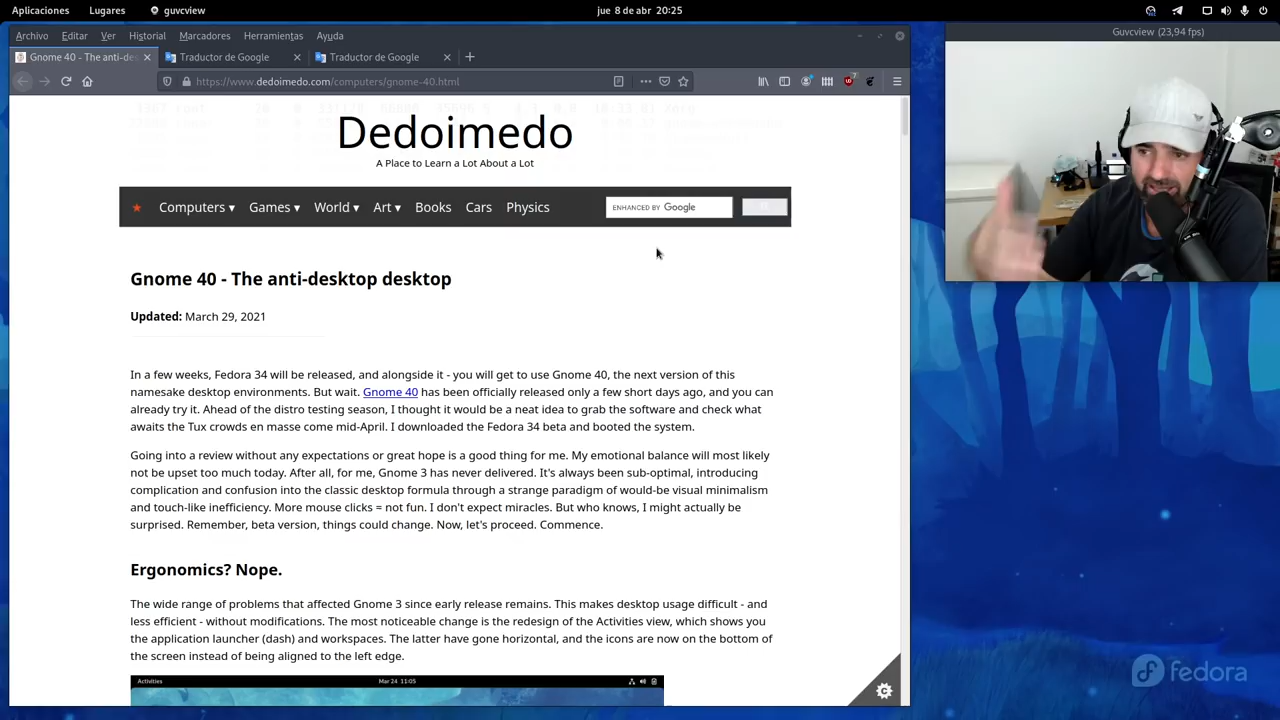 Aplicaciones Lugares guvcview jue 8 de abr 20:25
Archivo Editar Ver Historial Marcadores Herramientas Ayuda
Guvcview (23,94 fps)
Gnome 40 - The anti-des Traductor de Google Traductor de Google
https://www.dedoimedo.com/computers/gnome-40.html
Dedoimedo
A Place to Learn a Lot About a Lot
Computers ▾ Games ▾ World ▾ Art ▾ Books Cars Physics ENHANCED BY Google
Gnome 40 - The anti-desktop desktop
Updated: March 29, 2021
In a few weeks, Fedora 34 will be released, and alongside it - you will get to use Gnome 40, the next version of this
namesake desktop environments. But wait. Gnome 40 has been officially released only a few short days ago, and you can
already try it. Ahead of the distro testing season, I thought it would be a neat idea to grab the software and check what
awaits the Tux crowds en masse come mid-April. I downloaded the Fedora 34 beta and booted the system.
Going into a review without any expectations or great hope is a good thing for me. My emotional balance will most likely
not be upset too much today. After all, for me, Gnome 3 has never delivered. It's always been sub-optimal, introducing
complication and confusion into the classic desktop formula through a strange paradigm of would-be visual minimalism
and touch-like inefficiency. More mouse clicks = not fun. I don't expect miracles. But who knows, I might actually be
surprised. Remember, beta version, things could change. Now, let's proceed. Commence.
Ergonomics? Nope.
The wide range of problems that affected Gnome 3 since early release remains. This makes desktop usage difficult - and
less efficient - without modifications. The most noticeable change is the redesign of the Activities view, which shows you
the application launcher (dash) and workspaces. The latter have gone horizontal, and the icons are now on the bottom of
the screen instead of being aligned to the left edge.
Activities Mar 24 11:05
fedora